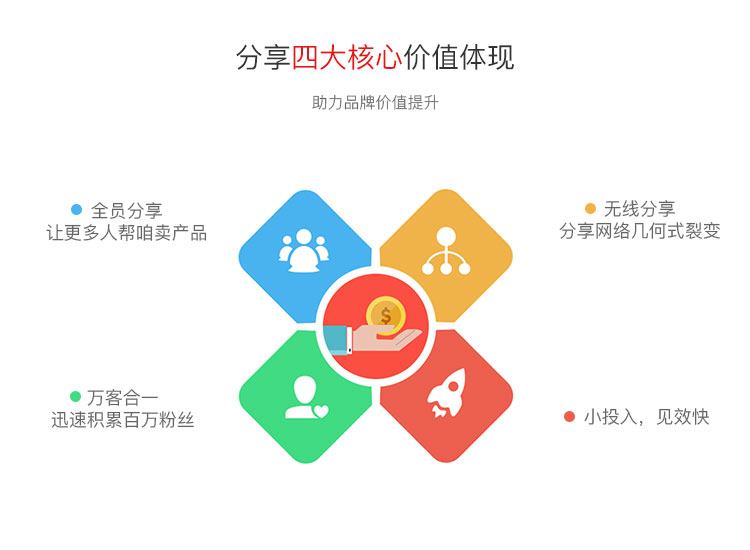 分享四大核心价值体现
助力品牌价值提升
全员分享
让更多人帮咱卖产品
无线分享
分享网络几何式裂变
$
万客合一
迅速积累百万粉丝
小投入，见效快